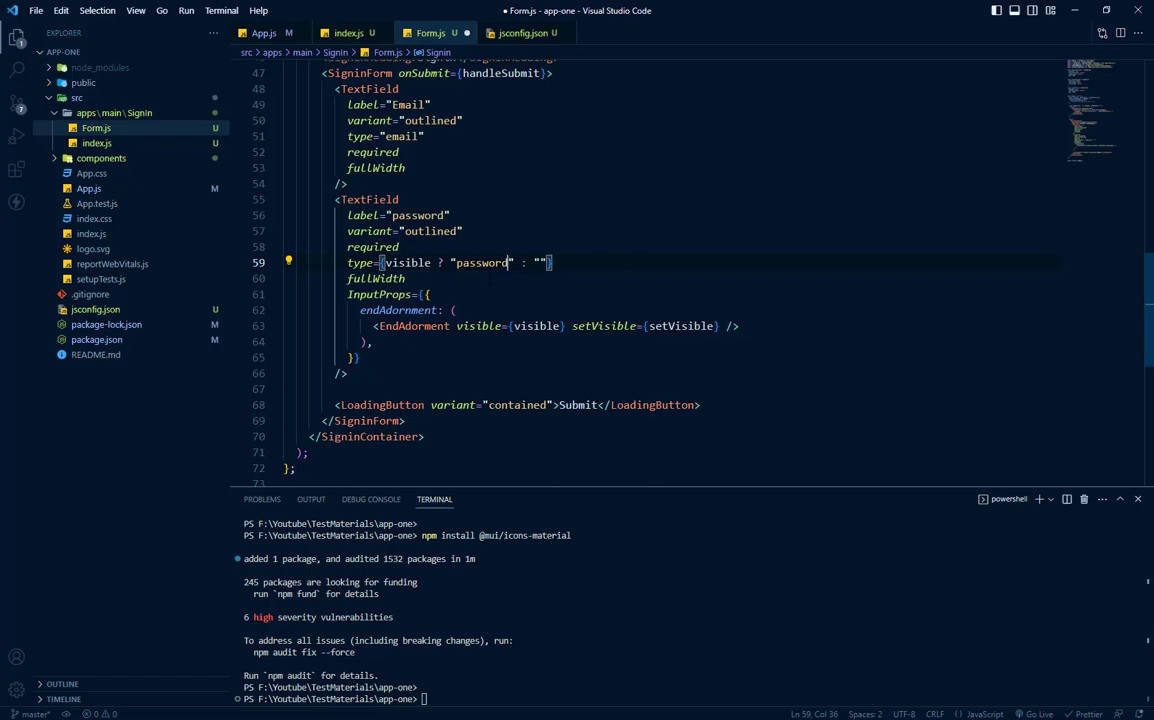 File Edit Selection View Go Run Terminal Help
● Form.js - app-one - Visual Studio Code
EXPLORER
App.js M
index.js U
Form.js U
jsconfig.json U
APP-ONE
src > apps > main > SignIn > Form.js > Signin
node_modules
public
src
apps\main\SignIn
Form.js U
index.js U
components
App.css
App.js M
App.test.js
index.css
index.js
logo.svg
reportWebVitals.js
setupTests.js
.gitignore
jsconfig.json U
package-lock.json M
package.json M
README.md
OUTLINE
TIMELINE
47 <SigninForm onSubmit={handleSubmit}>
48 <TextField
49 label="Email"
50 variant="outlined"
51 type="email"
52 required
53 fullWidth
54 />
55 <TextField
56 label="password"
57 variant="outlined"
58 required
59 type={visible ? "password" : ""}
60 fullWidth
61 InputProps={{
62 endAdornment: (
63 <EndAdorment visible={visible} setVisible={setVisible} />
64 ),
65 }}
66 />
67
68 <LoadingButton variant="contained">Submit</LoadingButton>
69 </SigninForm>
70 </SigninContainer>
71 );
72 };
73
PROBLEMS OUTPUT DEBUG CONSOLE TERMINAL
powershell
PS F:\Youtube\TestMaterials\app-one>
PS F:\Youtube\TestMaterials\app-one> npm install @mui/icons-material
added 1 package, and audited 1532 packages in 1m
245 packages are looking for funding
run `npm fund` for details
6 high severity vulnerabilities
To address all issues (including breaking changes), run:
npm audit fix --force
Run `npm audit` for details.
PS F:\Youtube\TestMaterials\app-one>
PS F:\Youtube\TestMaterials\app-one>
master* 0 0
Ln 59, Col 36 Spaces: 2 UTF-8 CRLF {} JavaScript Go Live Prettier